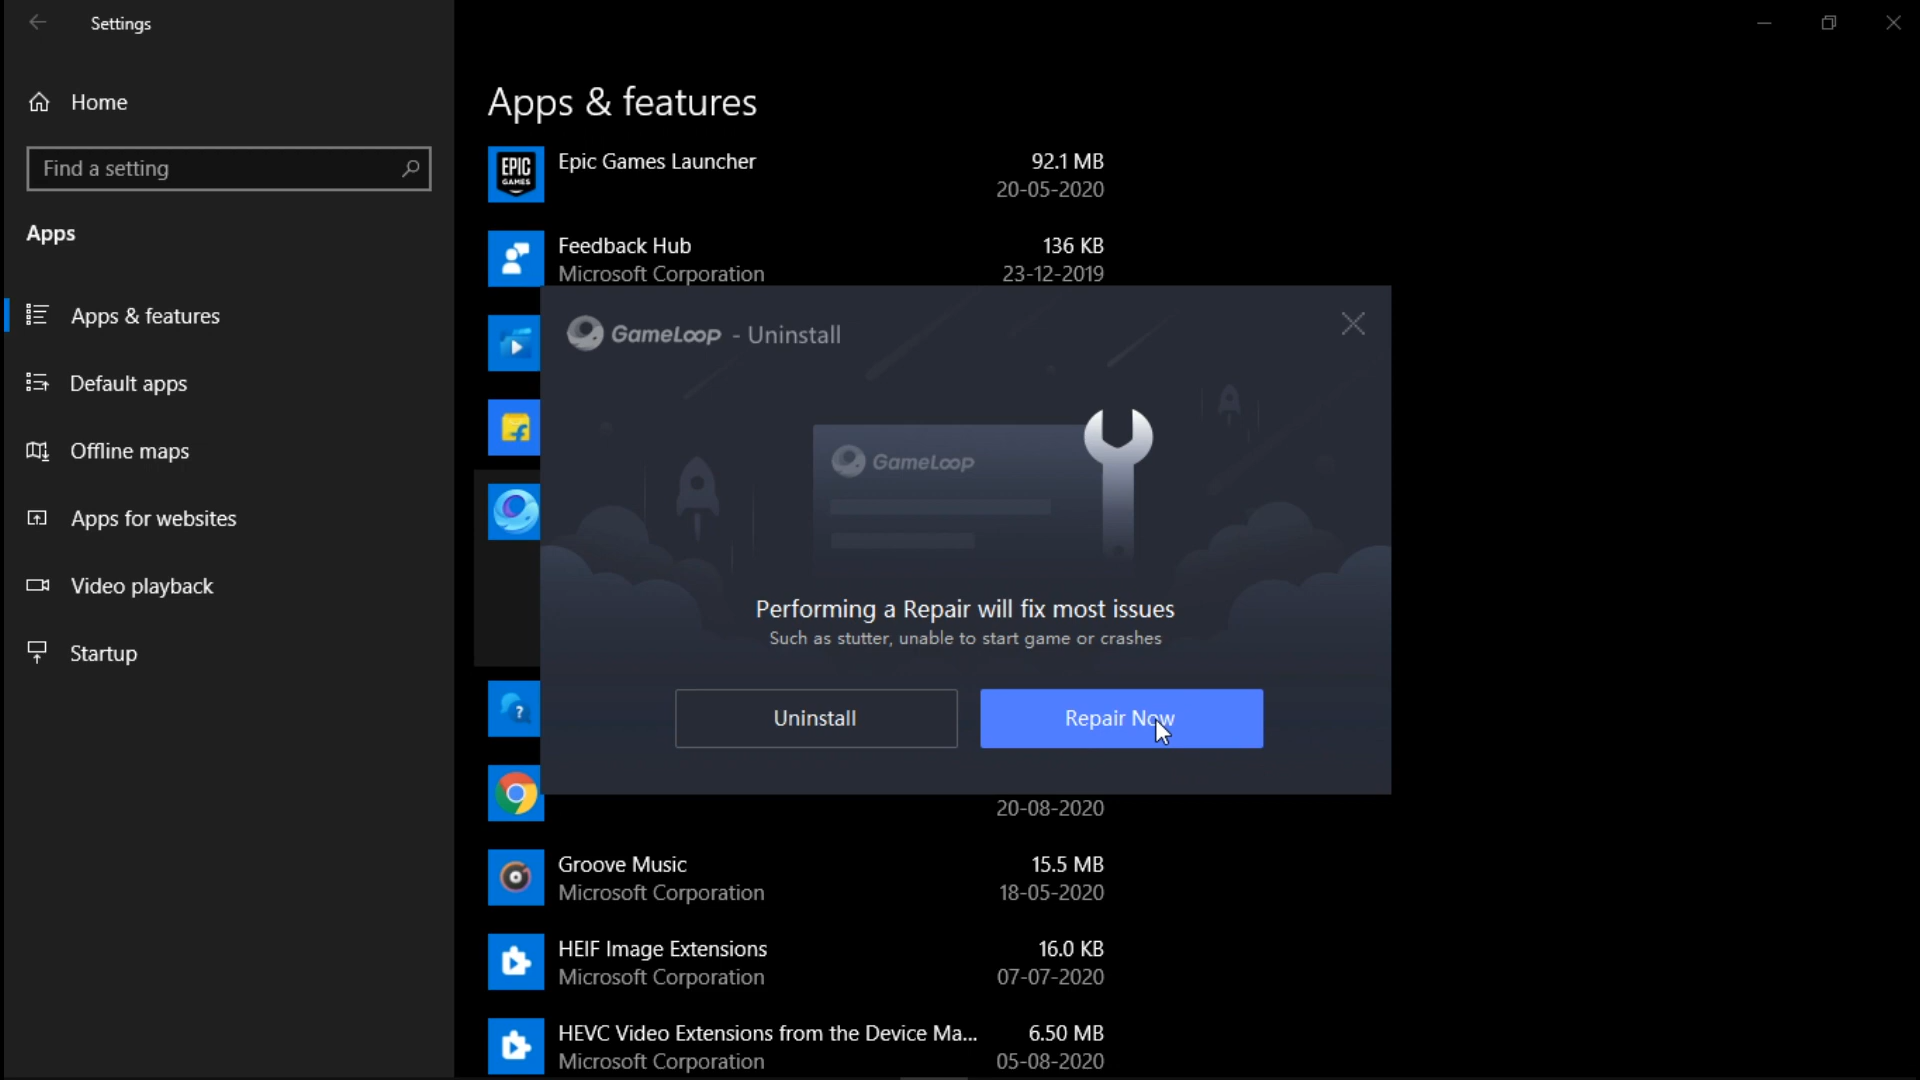 Settings
Home
Find a setting
Apps
Apps & features
Default apps
Offline maps
Apps for websites
Video playback
Startup
Apps & features
EPIC
GAMES
Epic Games Launcher
92.1 MB
20-05-2020
Feedback Hub
136 KB
Microsoft Corporation
23-12-2019
GameLoop - Uninstall
GameLoop
Performing a Repair will fix most issues
Such as stutter, unable to start game or crashes
Uninstall
Repair Now
20-08-2020
Groove Music
15.5 MB
Microsoft Corporation
18-05-2020
HEIF Image Extensions
16.0 KB
Microsoft Corporation
07-07-2020
HEVC Video Extensions from the Device Ma...
6.50 MB
Microsoft Corporation
05-08-2020